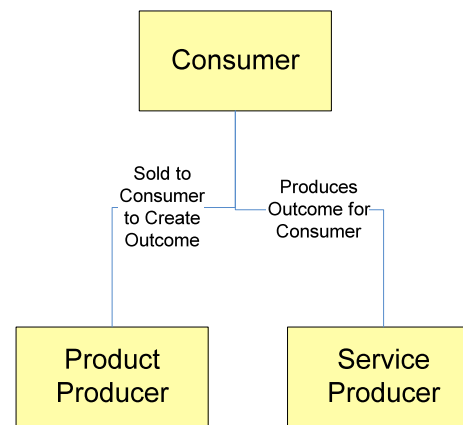 Consumer
Sold to
Consumer
to Create
Outcome
Produces
Outcome for
Consumer
Product
Producer
Service
Producer